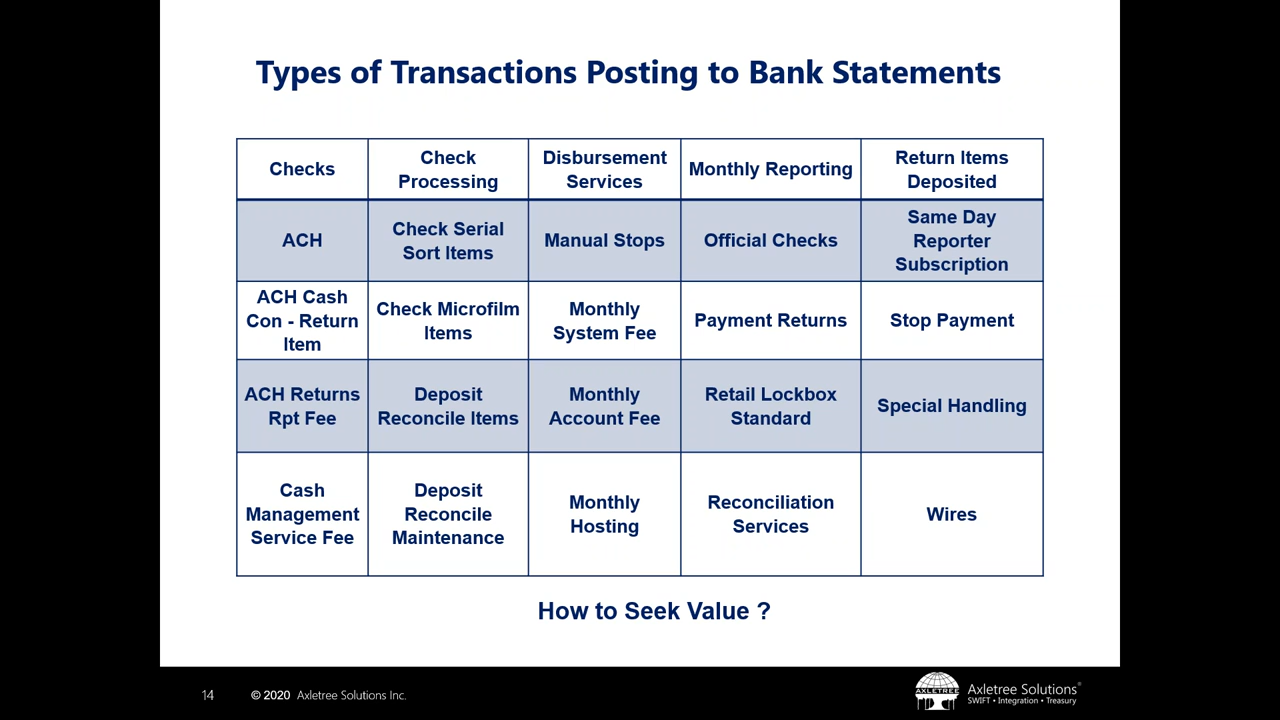 Types of Transactions Posting to Bank Statements
Checks
Check
Processing
Disbursement
Services
Monthly Reporting
Return Items
Deposited
ACH
Check Serial
Sort Items
Manual Stops
Official Checks
Same Day
Reporter
Subscription
ACH Cash
Con - Return
Item
Check Microfilm
Items
Monthly
System Fee
Payment Returns
Stop Payment
ACH Returns
Rpt Fee
Deposit
Reconcile Items
Monthly
Account Fee
Retail Lockbox
Standard
Special Handling
Cash
Management
Service Fee
Deposit
Reconcile
Maintenance
Monthly
Hosting
Reconciliation
Services
Wires
How to Seek Value ?
14 © 2020 Axletree Solutions Inc.
AXLETREE
Axletree Solutions®
SWIFT • Integration • Treasury